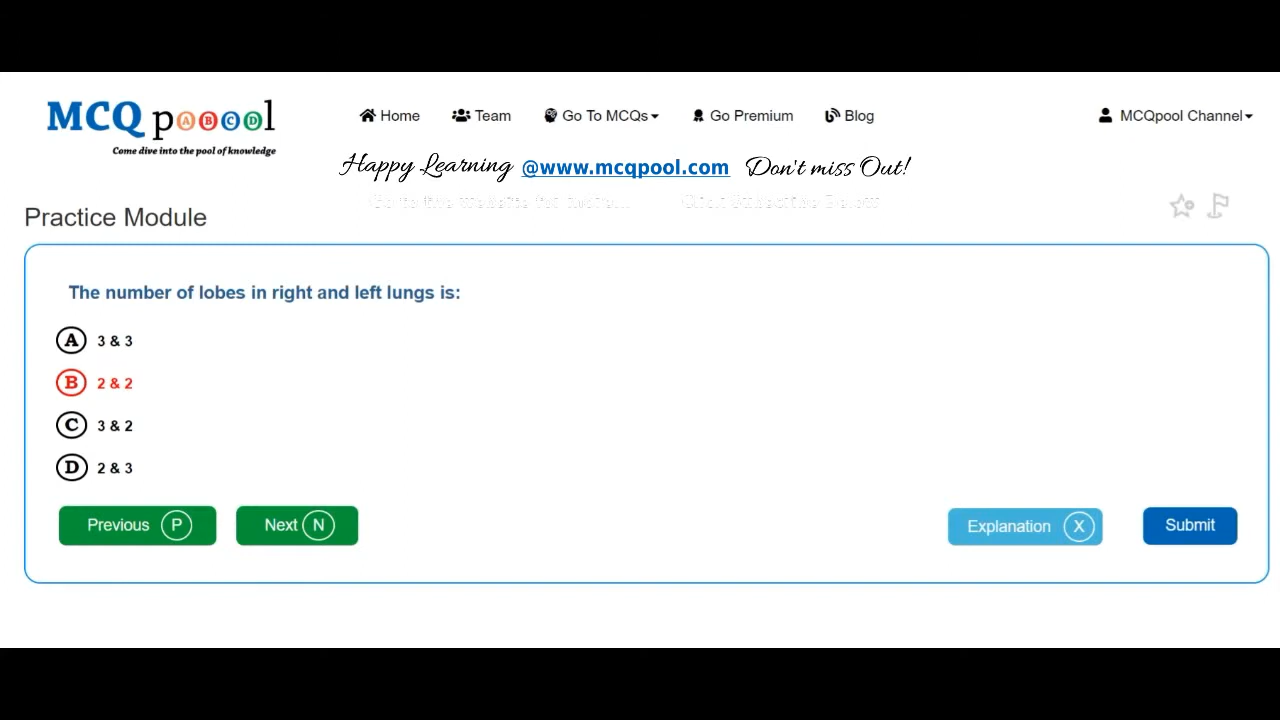 MCQ pooool
Come dive into the pool of knowledge
Home Team Go To MCQs Go Premium Blog MCQpool Channel
Happy Learning @www.mcqpool.com Don't miss Out!
Practice Module
The number of lobes in right and left lungs is:
A 3 & 3
B 2 & 2
C 3 & 2
D 2 & 3
Previous P Next N Explanation X Submit